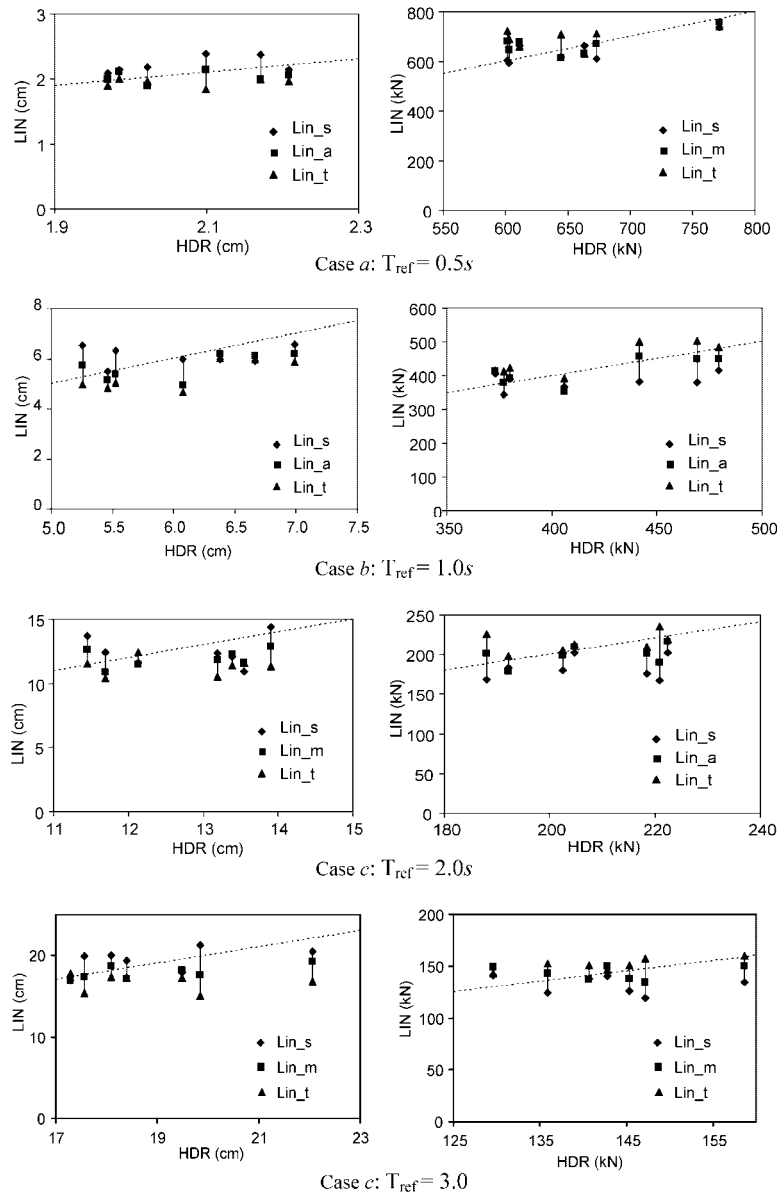 3
2
1
0
LIN (cm)
1.9
2.1
2.3
HDR (cm)
Lin_s
Lin_a
Lin_t
800
600
400
200
0
LIN (kN)
550
600
650
700
750
800
HDR (kN)
Lin_s
Lin_m
Lin_t
Case a: Tref = 0.5s
8
6
4
2
0
LIN (cm)
5.0
5.5
6.0
6.5
7.0
7.5
HDR (cm)
Lin_s
Lin_a
Lin_t
600
500
400
300
200
100
0
LIN (kN)
350
400
450
500
HDR (kN)
Lin_s
Lin_a
Lin_t
Case b: Tref = 1.0s
15
10
5
0
LIN (cm)
11
12
13
14
15
HDR (cm)
Lin_s
Lin_m
Lin_t
250
200
150
100
50
0
LIN (kN)
180
200
220
240
HDR (kN)
Lin_s
Lin_a
Lin_t
Case c: Tref = 2.0s
20
10
0
LIN (cm)
17
19
21
23
HDR (cm)
Lin_s
Lin_m
Lin_t
200
150
100
50
0
LIN (kN)
125
135
145
155
HDR (kN)
Lin_s
Lin_m
Lin_t
Case c: Tref = 3.0